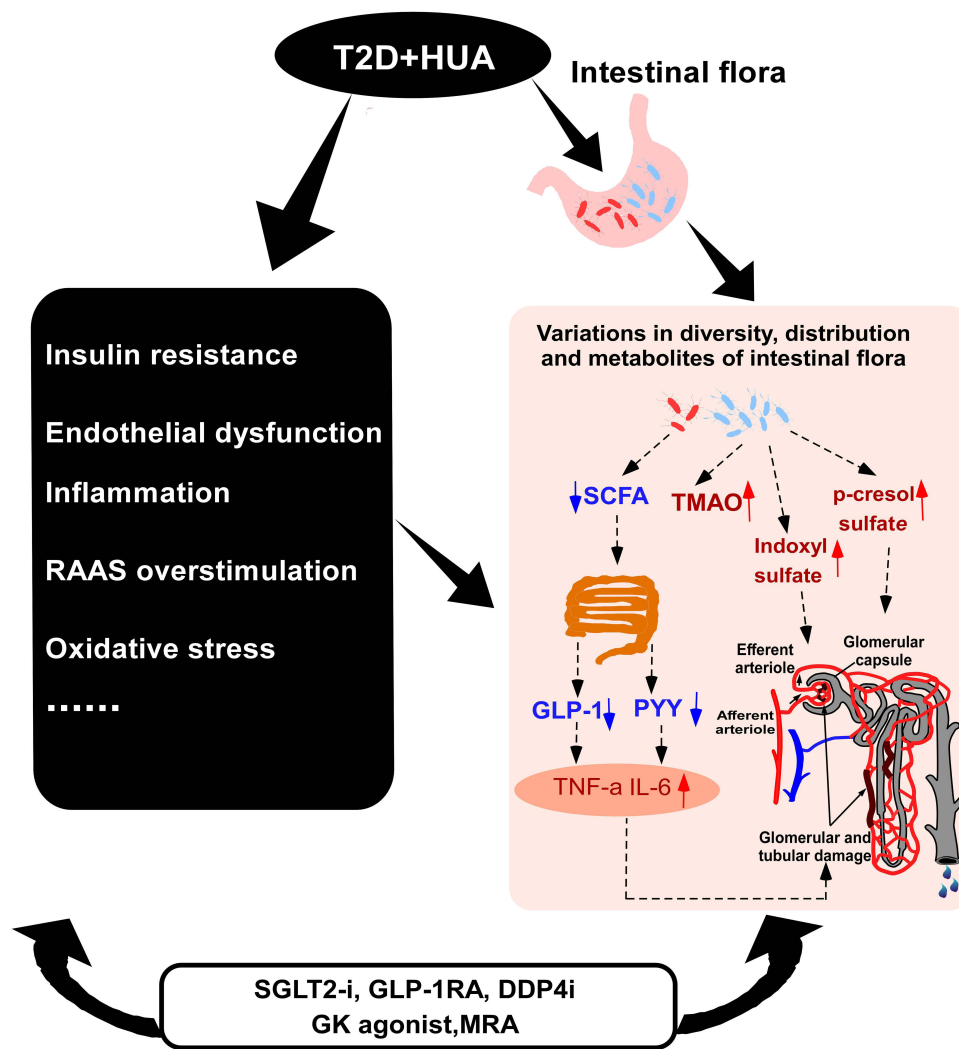 T2D+HUA
Intestinal flora
Insulin resistance
Endothelial dysfunction
Inflammation
RAAS overstimulation
Oxidative stress
......
Variations in diversity, distribution
and metabolites of intestinal flora
SCFA
TMAO
p-cresol
sulfate
Indoxyl
sulfate
Efferent
arteriole
Glomerular
capsule
Afferent
arteriole
GLP-1
PYY
TNF-a IL-6
Glomerular and
tubular damage
SGLT2-i, GLP-1RA, DDP4i
GK agonist,MRA